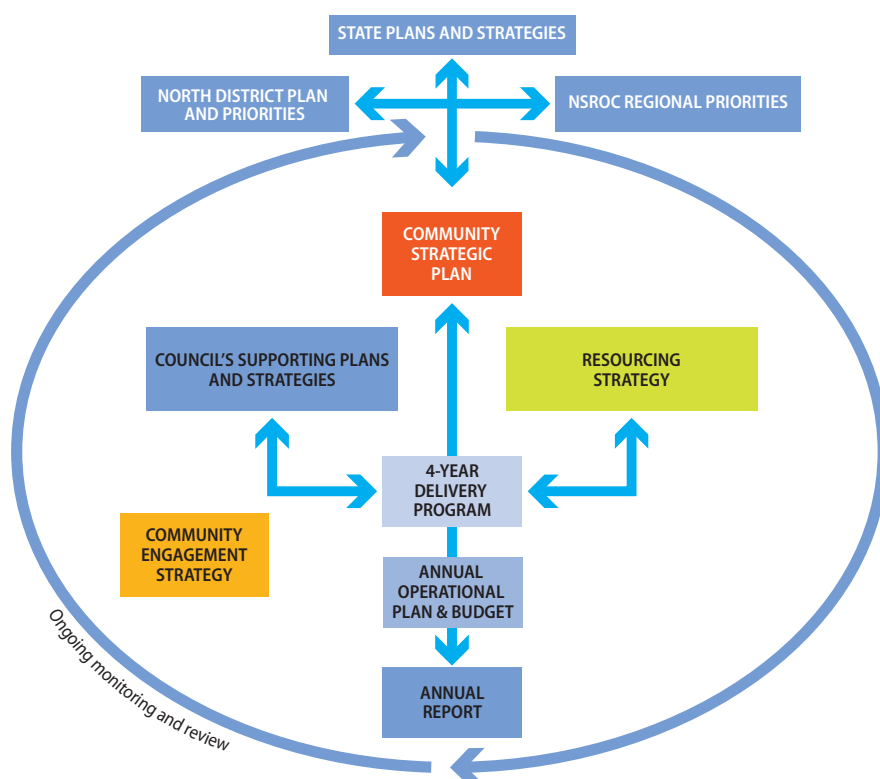 STATE PLANS AND STRATEGIES
NORTH DISTRICT PLAN
AND PRIORITIES
NSROC REGIONAL PRIORITIES
COMMUNITY
STRATEGIC
PLAN
COUNCIL'S SUPPORTING PLANS
AND STRATEGIES
RESOURCING
STRATEGY
4-YEAR
DELIVERY
PROGRAM
COMMUNITY
ENGAGEMENT
STRATEGY
ANNUAL
OPERATIONAL
PLAN & BUDGET
ANNUAL
REPORT
Ongoing monitoring and review